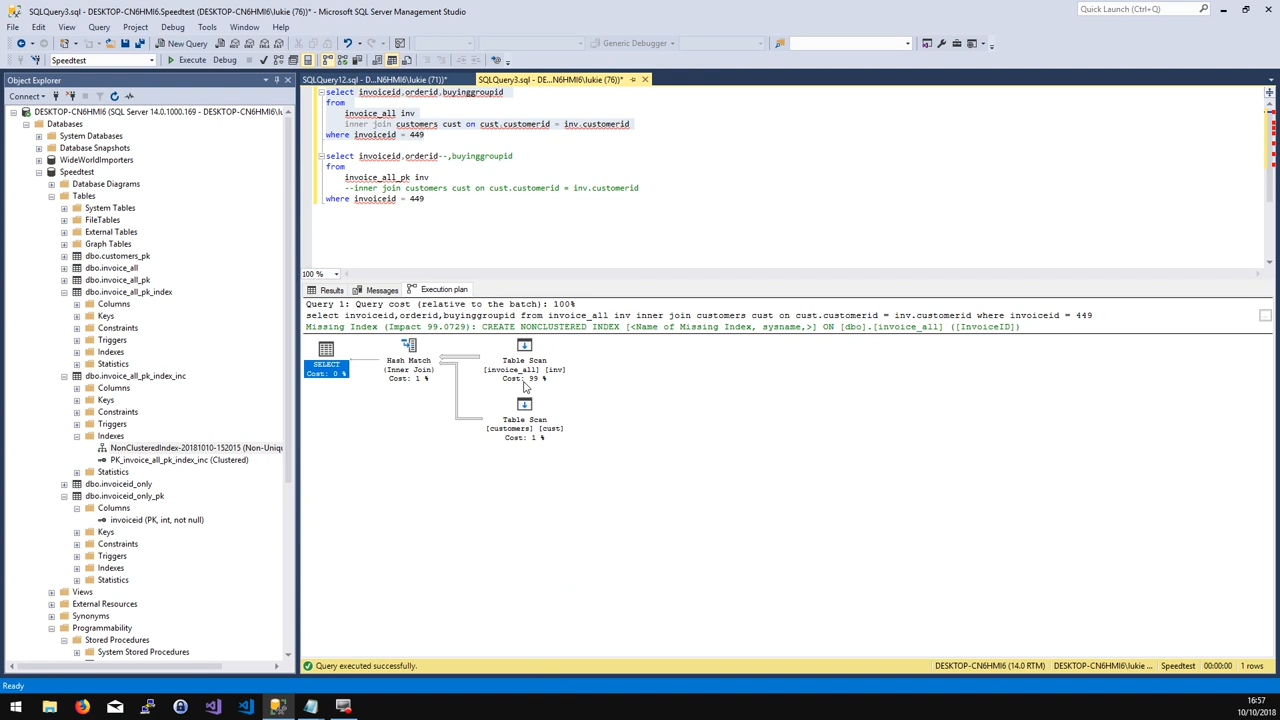 SQLQuery3.sql - DESKTOP-CN6HMI6.Speedtest (DESKTOP-CN6HMI6\lukie (76))* - Microsoft SQL Server Management Studio
Quick Launch (Ctrl+Q)
File Edit View Query Project Debug Tools Window Help
New Query
Generic Debugger
Speedtest
Execute Debug
Object Explorer
SQLQuery12.sql - D...N6HMI6\lukie (71))*
SQLQuery3.sql - DE...N6HMI6\lukie (76))*
Connect
DESKTOP-CN6HMI6 (SQL Server 14.0.1000.169 - DESKTOP-CN6HMI6\lukie)
Databases
System Databases
Database Snapshots
WideWorldImporters
Speedtest
Database Diagrams
Tables
System Tables
FileTables
External Tables
Graph Tables
dbo.customers_pk
dbo.invoice_all
dbo.invoice_all_pk
dbo.invoice_all_pk_index
Columns
Keys
Constraints
Triggers
Indexes
Statistics
dbo.invoice_all_pk_index_inc
Columns
Keys
Constraints
Triggers
Indexes
NonClusteredIndex-20181010-152015 (Non-Uniqu
PK_invoice_all_pk_index_inc (Clustered)
Statistics
dbo.invoiceid_only
dbo.invoiceid_only_pk
Columns
invoiceid (PK, int, not null)
Keys
Constraints
Triggers
Indexes
Statistics
Views
External Resources
Synonyms
Programmability
Stored Procedures
System Stored Procedures
select invoiceid,orderid,buyinggroupid
from
invoice_all inv
inner join customers cust on cust.customerid = inv.customerid
where invoiceid = 449
select invoiceid,orderid--,buyinggroupid
from
invoice_all_pk inv
--inner join customers cust on cust.customerid = inv.customerid
where invoiceid = 449
100 %
Results Messages Execution plan
Query 1: Query cost (relative to the batch): 100%
select invoiceid,orderid,buyinggroupid from invoice_all inv inner join customers cust on cust.customerid = inv.customerid where invoiceid = 449
Missing Index (Impact 99.0729): CREATE NONCLUSTERED INDEX [<Name of Missing Index, sysname,>] ON [dbo].[invoice_all] ([InvoiceID])
SELECT
Cost: 0 %
Hash Match
(Inner Join)
Cost: 1 %
Table Scan
[invoice_all] [inv]
Cost: 99 %
Table Scan
[customers] [cust]
Cost: 1 %
Query executed successfully.
DESKTOP-CN6HMI6 (14.0 RTM) DESKTOP-CN6HMI6\lukie ... Speedtest 00:00:00 1 rows
Ready
16:57
10/10/2018